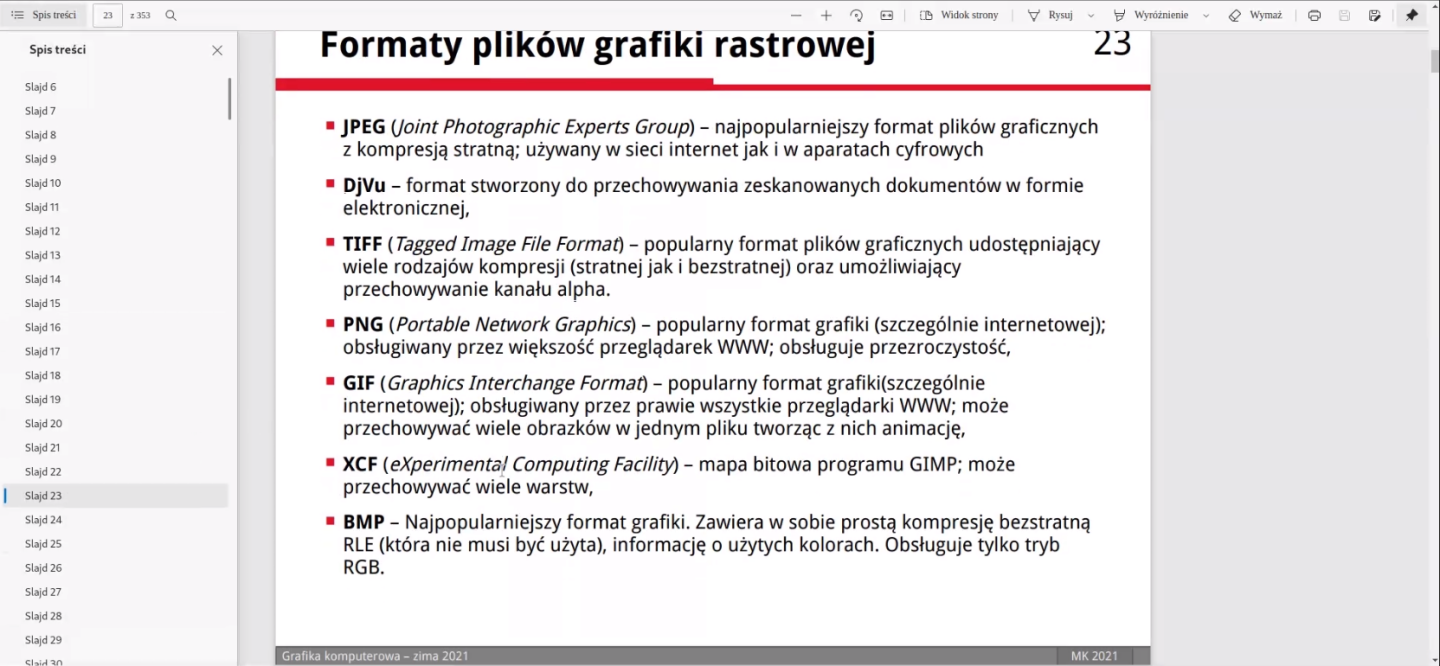 Spis treści
23
z 353
Widok strony
Rysuj
Wyróżnienie
Wymaż
Spis treści
Slajd 6
Slajd 7
Slajd 8
Slajd 9
Slajd 10
Slajd 11
Slajd 12
Slajd 13
Slajd 14
Slajd 15
Slajd 16
Slajd 17
Slajd 18
Slajd 19
Slajd 20
Slajd 21
Slajd 22
Slajd 23
Slajd 24
Slajd 25
Slajd 26
Slajd 27
Slajd 28
Slajd 29
Slajd 30
Formaty plików grafiki rastrowej
23
JPEG (Joint Photographic Experts Group) – najpopularniejszy format plików graficznych
z kompresją stratną; używany w sieci internet jak i w aparatach cyfrowych
DjVu – format stworzony do przechowywania zeskanowanych dokumentów w formie
elektronicznej,
TIFF (Tagged Image File Format) – popularny format plików graficznych udostępniający
wiele rodzajów kompresji (stratnej jak i bezstratnej) oraz umożliwiający
przechowywanie kanału alpha.
PNG (Portable Network Graphics) – popularny format grafiki (szczególnie internetowej);
obsługiwany przez większość przeglądarek WWW; obsługuje przezroczystość,
GIF (Graphics Interchange Format) – popularny format grafiki(szczególnie
internetowej); obsługiwany przez prawie wszystkie przeglądarki WWW; może
przechowywać wiele obrazków w jednym pliku tworząc z nich animację,
XCF (eXperimental Computing Facility) – mapa bitowa programu GIMP; może
przechowywać wiele warstw,
BMP – Najpopularniejszy format grafiki. Zawiera w sobie prostą kompresję bezstratną
RLE (która nie musi być użyta), informację o użytych kolorach. Obsługuje tylko tryb
RGB.
Grafika komputerowa – zima 2021
MK 2021